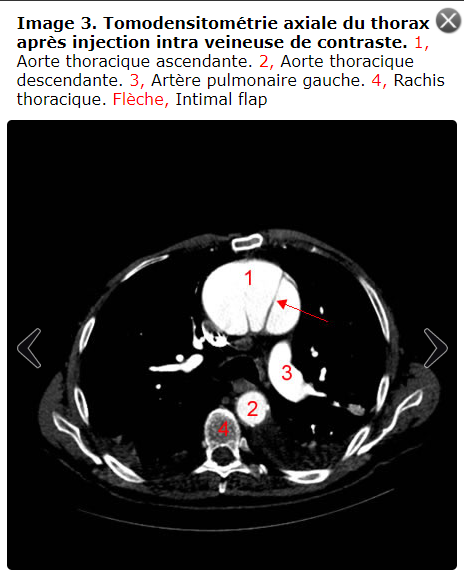 Image 3. Tomodensitométrie axiale du thorax
après injection intra veineuse de contraste. 1,
Aorte thoracique ascendante. 2, Aorte thoracique
descendante. 3, Artère pulmonaire gauche. 4, Rachis
thoracique. Flèche, Intimal flap
1
3
2
4